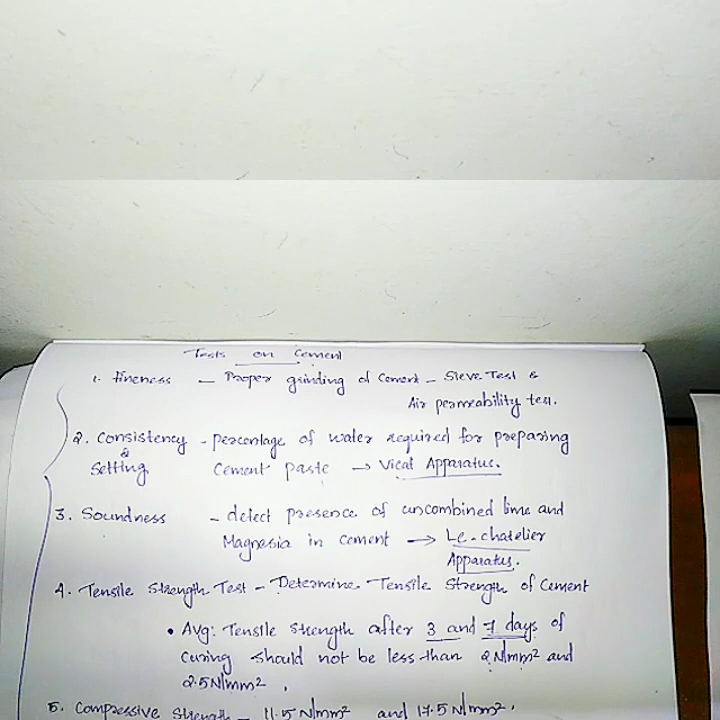 Tests on Cement
1. Fineness - Proper grinding of Cement - Sieve Test &
Air permeability test.
2. Consistency - percentage of water required for preparing
& Setting Cement paste → Vicat Apparatus.
3. Soundness - detect presence of uncombined lime and
Magnesia in cement → Le-chatelier
Apparatus.
4. Tensile Strength Test - Determine Tensile Strength of Cement
• Avg: Tensile strength after 3 and 7 days of
curing should not be less than 2 N/mm² and
2.5 N/mm².
5. Compressive Strength - 11.5 N/mm² and 17.5 N/mm².